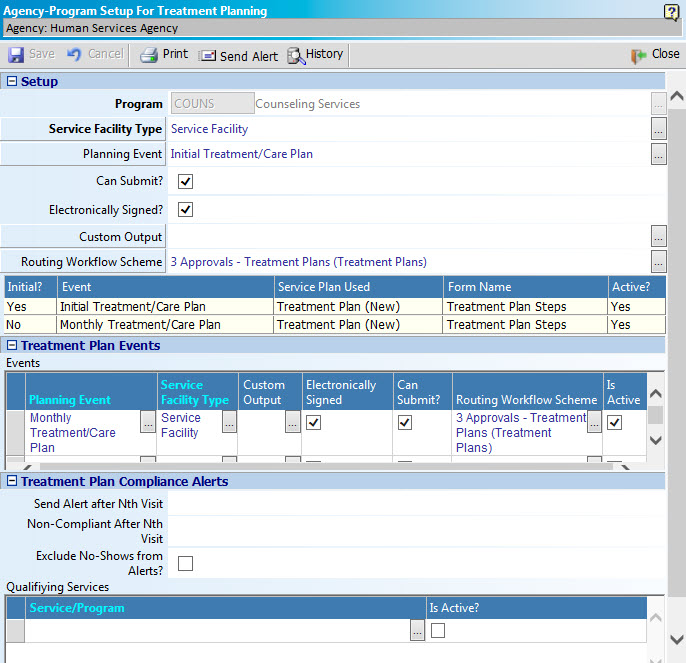 Agency-Program Setup For Treatment Planning
?
Agency: Human Services Agency
Save Cancel Print Send Alert History Close
Setup
Program COUNS Counseling Services ...
Service Facility Type Service Facility ...
Planning Event Initial Treatment/Care Plan ...
Can Submit?
Electronically Signed?
Custom Output ...
Routing Workflow Scheme 3 Approvals - Treatment Plans (Treatment Plans) ...
Initial? Event Service Plan Used Form Name Active?
Yes Initial Treatment/Care Plan Treatment Plan (New) Treatment Plan Steps Yes
No Monthly Treatment/Care Plan Treatment Plan (New) Treatment Plan Steps Yes
Treatment Plan Events
Events
Service Custom Electronically Can Is
Planning Event Facility Type Output Signed Submit? Routing Workflow Scheme Active
Monthly ... Service ... ... 3 Approvals - Treatment ...
Treatment/Care Facility Plans (Treatment
Plan Plans)
Treatment Plan Compliance Alerts
Send Alert after Nth Visit
Non-Compliant After Nth
Visit
Exclude No-Shows from
Alerts?
Qualifying Services
Service/Program Is Active?
...